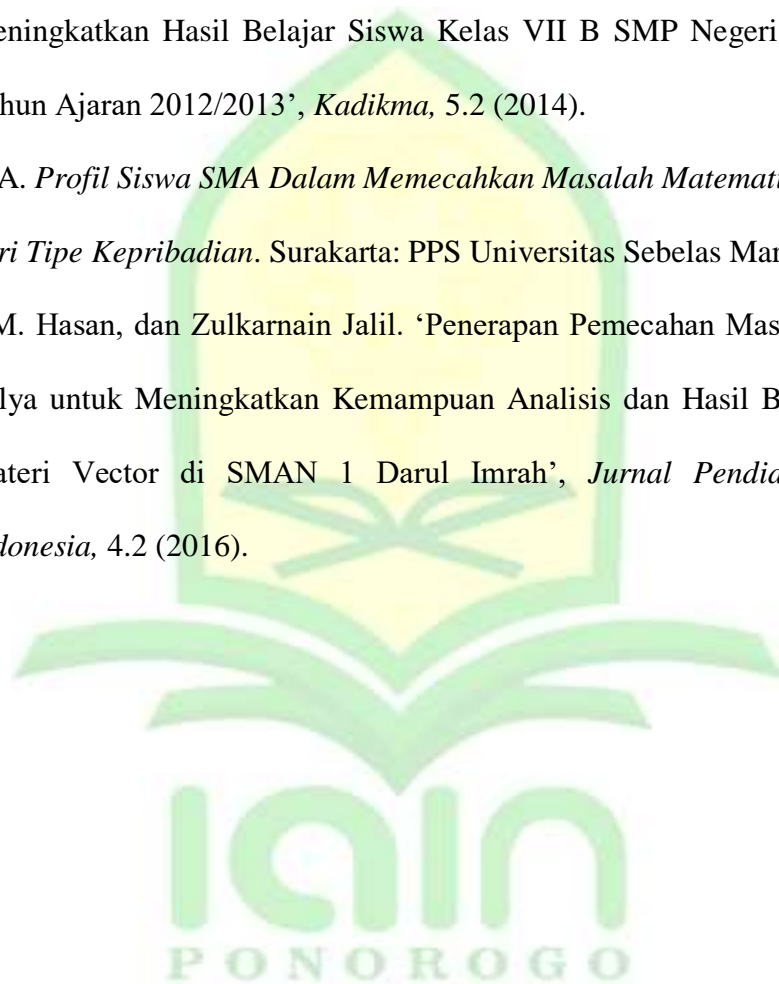 eningkatkan Hasil Belajar Siswa Kelas VII B SMP Negeri
hun Ajaran 2012/2013’, Kadikma, 5.2 (2014).
A. Profil Siswa SMA Dalam Memecahkan Masalah Matemati
ri Tipe Kepribadian. Surakarta: PPS Universitas Sebelas Mar
M. Hasan, dan Zulkarnain Jalil. ‘Penerapan Pemecahan Mas
lya untuk Meningkatkan Kemampuan Analisis dan Hasil B
ateri Vector di SMAN 1 Darul Imrah’, Jurnal Pendid
donesia, 4.2 (2016).
iain
PONOROGO